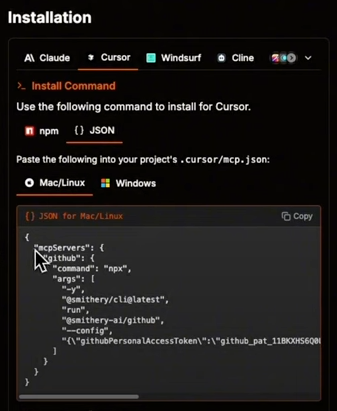 Installation
Claude Cursor Windsurf Cline
Install Command
Use the following command to install for Cursor.
npm {} JSON
Paste the following into your project's .cursor/mcp.json:
Mac/Linux Windows
{} JSON for Mac/Linux Copy
{
"mcpServers": {
"github": {
"command": "npx",
"args": [
"-y",
"@smithery/cli@latest",
"run",
"@smithery-ai/github",
"--config",
"{\"githubPersonalAccessToken\":\"github_pat_11BKXHS6Q0
]
}
}
}